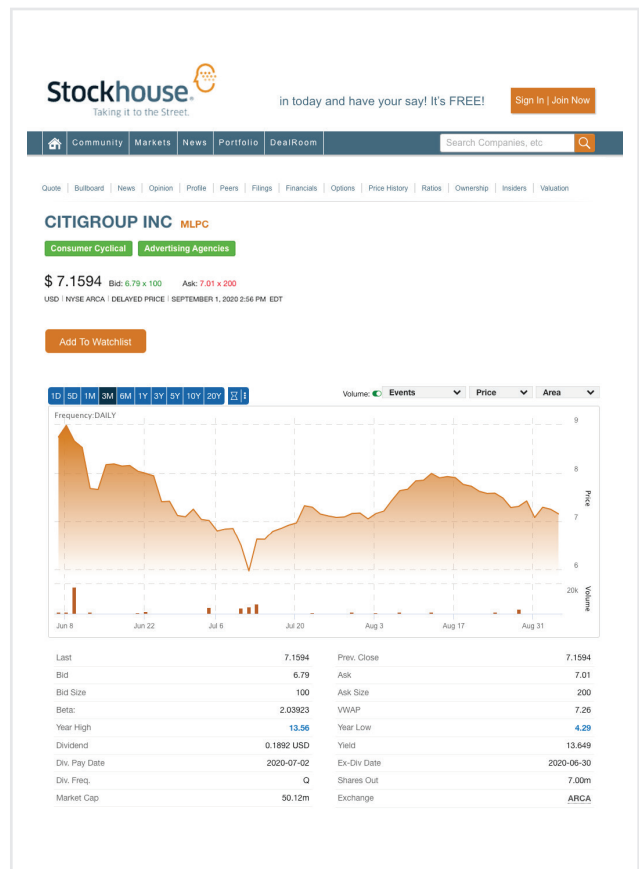 Stockhouse
Taking it to the Street.
in today and have your say! It's FREE!
Sign In | Join Now
Community Markets News Portfolio DealRoom
Search Companies, etc
Quote | Bullboard | News | Opinion | Profile | Peers | Filings | Financials | Options | Price History | Ratios | Ownership | Insiders | Valuation
CITIGROUP INC MLPC
Consumer Cyclical Advertising Agencies
$ 7.1594 Bid: 6.79 x 100 Ask: 7.01 x 200
USD | NYSE ARCA | DELAYED PRICE | SEPTEMBER 1, 2020 2:56 PM EDT
Add To Watchlist
1D 5D 1M 3M 6M 1Y 3Y 5Y 10Y 20Y
Volume: Events Price Area
Frequency:DAILY
9
8
Price
7
6
20k
Volume
Jun 8 Jun 22 Jul 6 Jul 20 Aug 3 Aug 17 Aug 31
Last 7.1594 Prev. Close 7.1594
Bid 6.79 Ask 7.01
Bid Size 100 Ask Size 200
Beta: 2.03923 VWAP 7.26
Year High 13.56 Year Low 4.29
Dividend 0.1892 USD Yield 13.649
Div. Pay Date 2020-07-02 Ex-Div Date 2020-06-30
Div. Freq. Q Shares Out 7.00m
Market Cap 50.12m Exchange ARCA